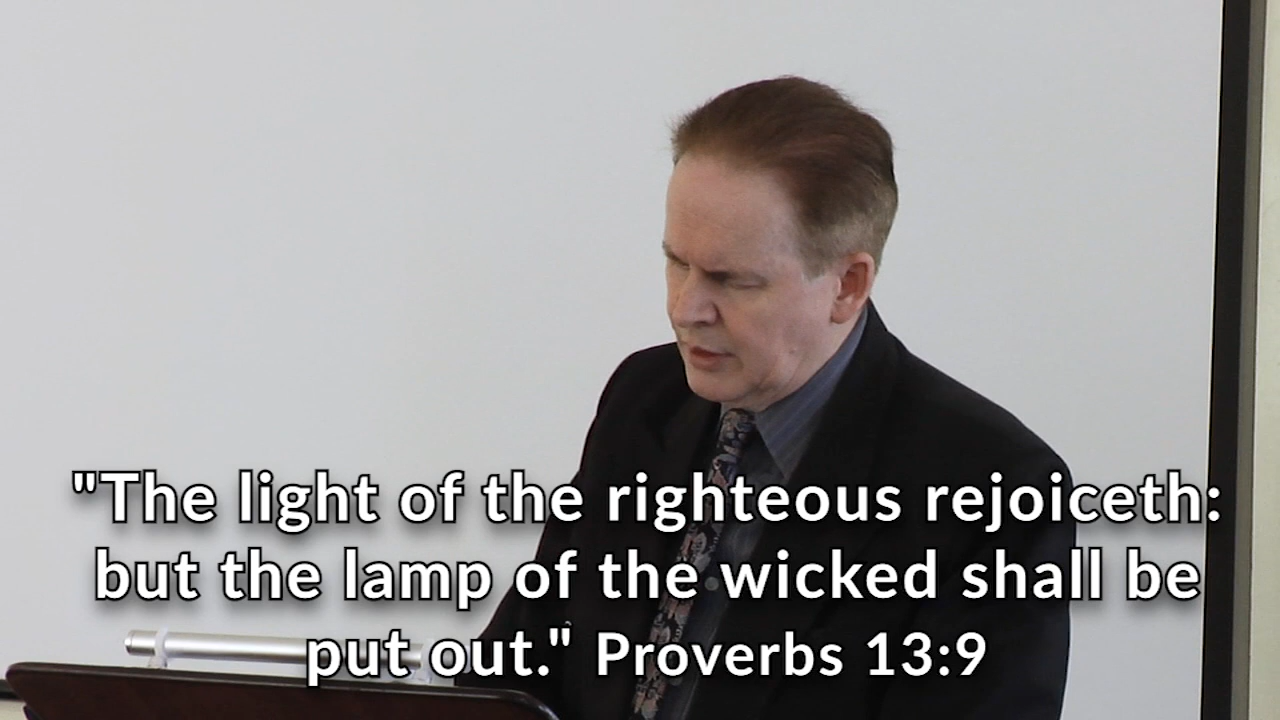 "The light of the righteous rejoiceth:
but the lamp of the wicked shall be
put out." Proverbs 13:9